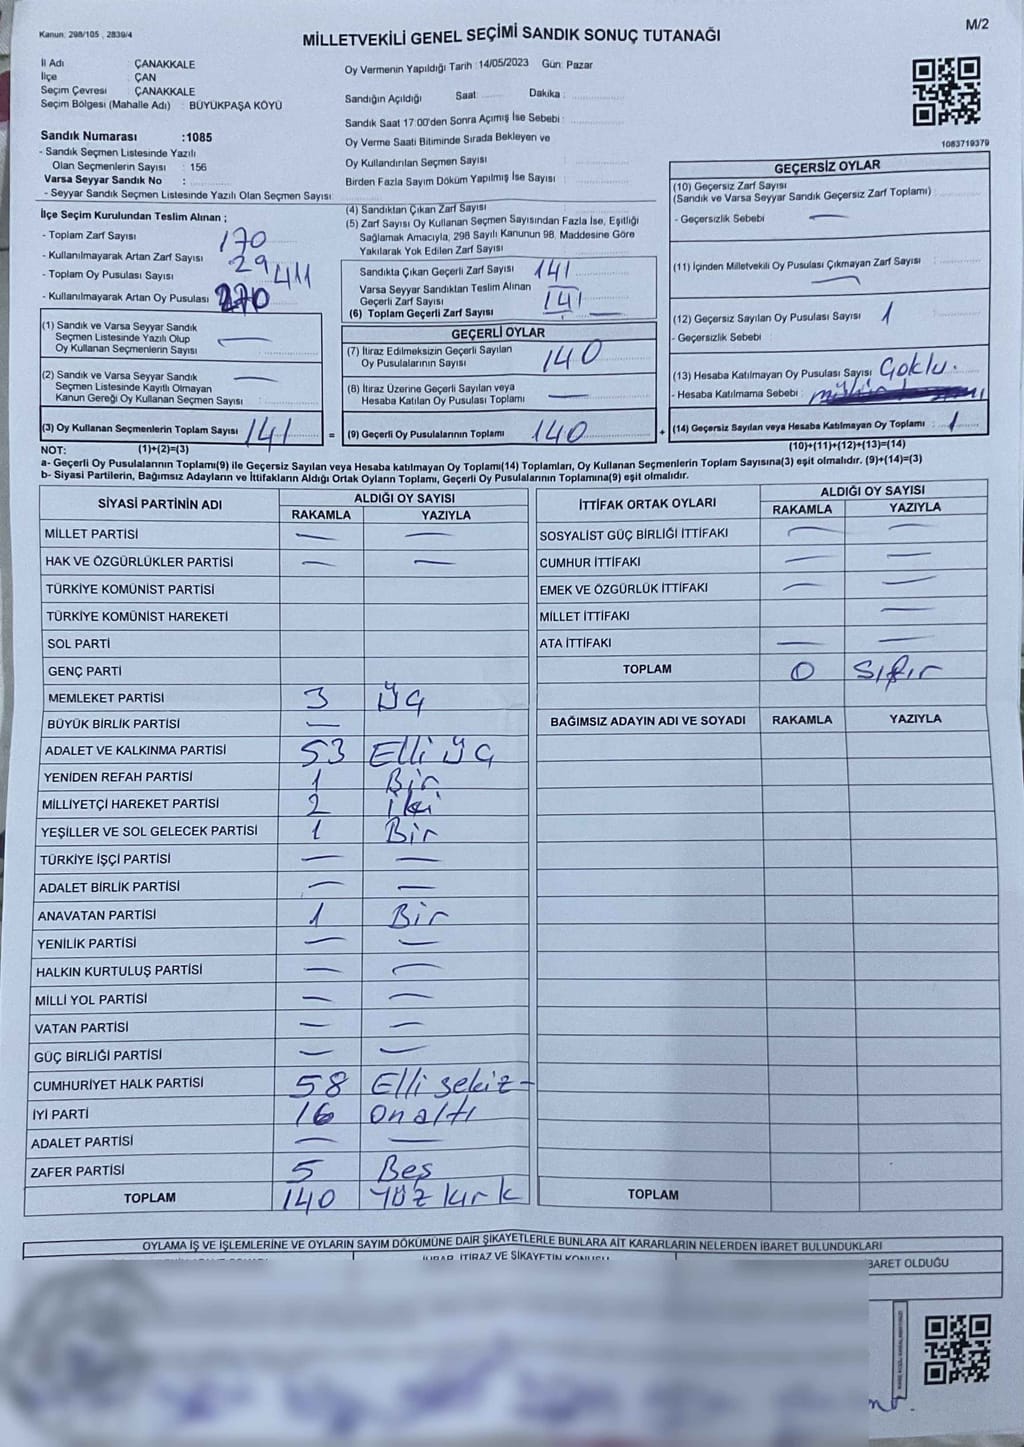 Kanun: 298/105 , 2839/4
M/2
MİLLETVEKİLİ GENEL SEÇİMİ SANDIK SONUÇ TUTANAĞI
İl Adı ÇANAKKALE
İlçe ÇAN
Seçim Çevresi ÇANAKKALE
Seçim Bölgesi (Mahalle Adı) : BÜYÜKPAŞA KÖYÜ
Sandık Numarası :1085
- Sandık Seçmen Listesinde Yazılı
Olan Seçmenlerin Sayısı : 156
Varsa Seyyar Sandık No :
- Seyyar Sandık Seçmen Listesinde Yazılı Olan Seçmen Sayısı :
Oy Vermenin Yapıldığı Tarih :14/05/2023 Gün: Pazar
Sandığın Açıldığı Saat: Dakika :
Sandık Saat 17:00'den Sonra Açımış İse Sebebi :
Oy Verme Saati Bitiminde Sırada Bekleyen ve
Oy Kullandırılan Seçmen Sayısı :
Birden Fazla Sayım Döküm Yapılmış İse Sayısı :
1083719379
İlçe Seçim Kurulundan Teslim Alınan ;
- Toplam Zarf Sayısı : 170
- Kullanılmayarak Artan Zarf Sayısı : 29
- Toplam Oy Pusulası Sayısı : 411
- Kullanılmayarak Artan Oy Pusulası : 270
(1) Sandık ve Varsa Seyyar Sandık
Seçmen Listesinde Yazılı Olup
Oy Kullanan Seçmenlerin Sayısı : —
(2) Sandık ve Varsa Seyyar Sandık
Seçmen Listesinde Kayıtlı Olmayan
Kanun Gereği Oy Kullanan Seçmen Sayısı : —
(3) Oy Kullanan Seçmenlerin Toplam Sayısı : 141
(4) Sandıktan Çıkan Zarf Sayısı :
(5) Zarf Sayısı Oy Kullanan Seçmen Sayısından Fazla İse, Eşitliği
Sağlamak Amacıyla, 298 Sayılı Kanunun 98. Maddesine Göre
Yakılarak Yok Edilen Zarf Sayısı :
Sandıkta Çıkan Geçerli Zarf Sayısı : 141
Varsa Seyyar Sandıktan Teslim Alınan
Geçerli Zarf Sayısı :
(6) Toplam Geçerli Zarf Sayısı : 141
GEÇERLİ OYLAR
(7) İtiraz Edilmeksizin Geçerli Sayılan
Oy Pusulalarının Sayısı : 140
(8) İtiraz Üzerine Geçerli Sayılan veya
Hesaba Katılan Oy Pusulası Toplamı : —
= (9) Geçerli Oy Pusulalarının Toplamı : 140
GEÇERSİZ OYLAR
(10) Geçersiz Zarf Sayısı
(Sandık ve Varsa Seyyar Sandık Geçersiz Zarf Toplamı) :
- Geçersizlik Sebebi —
(11) İçinden Milletvekili Oy Pusulası Çıkmayan Zarf Sayısı :
—
(12) Geçersiz Sayılan Oy Pusulası Sayısı : 1
- Geçersizlik Sebebi
(13) Hesaba Katılmayan Oy Pusulası Sayısı : Çoklu.
- Hesaba Katılmama Sebebi :
+ (14) Geçersiz Sayılan veya Hesaba Katılmayan Oy Toplamı : 1
NOT: (1)+(2)=(3)
(10)+(11)+(12)+(13)=(14)
a- Geçerli Oy Pusulalarının Toplamı(9) ile Geçersiz Sayılan veya Hesaba katılmayan Oy Toplamı(14) Toplamları, Oy Kullanan Seçmenlerin Toplam Sayısına(3) eşit olmalıdır. (9)+(14)=(3)
b- Siyasi Partilerin, Bağımsız Adayların ve İttifakların Aldığı Ortak Oyların Toplamı, Geçerli Oy Pusulalarının Toplamına(9) eşit olmalıdır.
SİYASİ PARTİNİN ADI ALDIĞI OY SAYISI
RAKAMLA YAZIYLA
MİLLET PARTİSİ — —
HAK VE ÖZGÜRLÜKLER PARTİSİ — —
TÜRKİYE KOMÜNİST PARTİSİ
TÜRKİYE KOMÜNİST HAREKETİ
SOL PARTİ
GENÇ PARTİ
MEMLEKET PARTİSİ 3 Üç
BÜYÜK BİRLİK PARTİSİ —
ADALET VE KALKINMA PARTİSİ 53 Elli Üç
YENİDEN REFAH PARTİSİ 1 Bir
MİLLİYETÇİ HAREKET PARTİSİ 2 iki
YEŞİLLER VE SOL GELECEK PARTİSİ 1 Bir
TÜRKİYE İŞÇİ PARTİSİ — —
ADALET BİRLİK PARTİSİ — —
ANAVATAN PARTİSİ 1 Bir
YENİLİK PARTİSİ — —
HALKIN KURTULUŞ PARTİSİ — —
MİLLİ YOL PARTİSİ — —
VATAN PARTİSİ — —
GÜÇ BİRLİĞİ PARTİSİ — —
CUMHURİYET HALK PARTİSİ 58 Elli sekiz
İYİ PARTİ 16 On altı
ADALET PARTİSİ — —
ZAFER PARTİSİ 5 Beş
TOPLAM 140 Yüz kırk
İTTİFAK ORTAK OYLARI ALDIĞI OY SAYISI
RAKAMLA YAZIYLA
SOSYALİST GÜÇ BİRLİĞİ İTTİFAKI — —
CUMHUR İTTİFAKI — —
EMEK VE ÖZGÜRLÜK İTTİFAKI — —
MİLLET İTTİFAKI —
ATA İTTİFAKI — —
TOPLAM 0 Sıfır
BAĞIMSIZ ADAYIN ADI VE SOYADI RAKAMLA YAZIYLA
TOPLAM
OYLAMA İŞ VE İŞLEMLERİNE VE OYLARIN SAYIM DÖKÜMÜNE DAİR ŞİKAYETLERLE BUNLARA AİT KARARLARIN NELERDEN İBARET BULUNDUKLARI
İHBAR, İTİRAZ VE ŞİKAYETİN KONUSU
BARET OLDUĞU